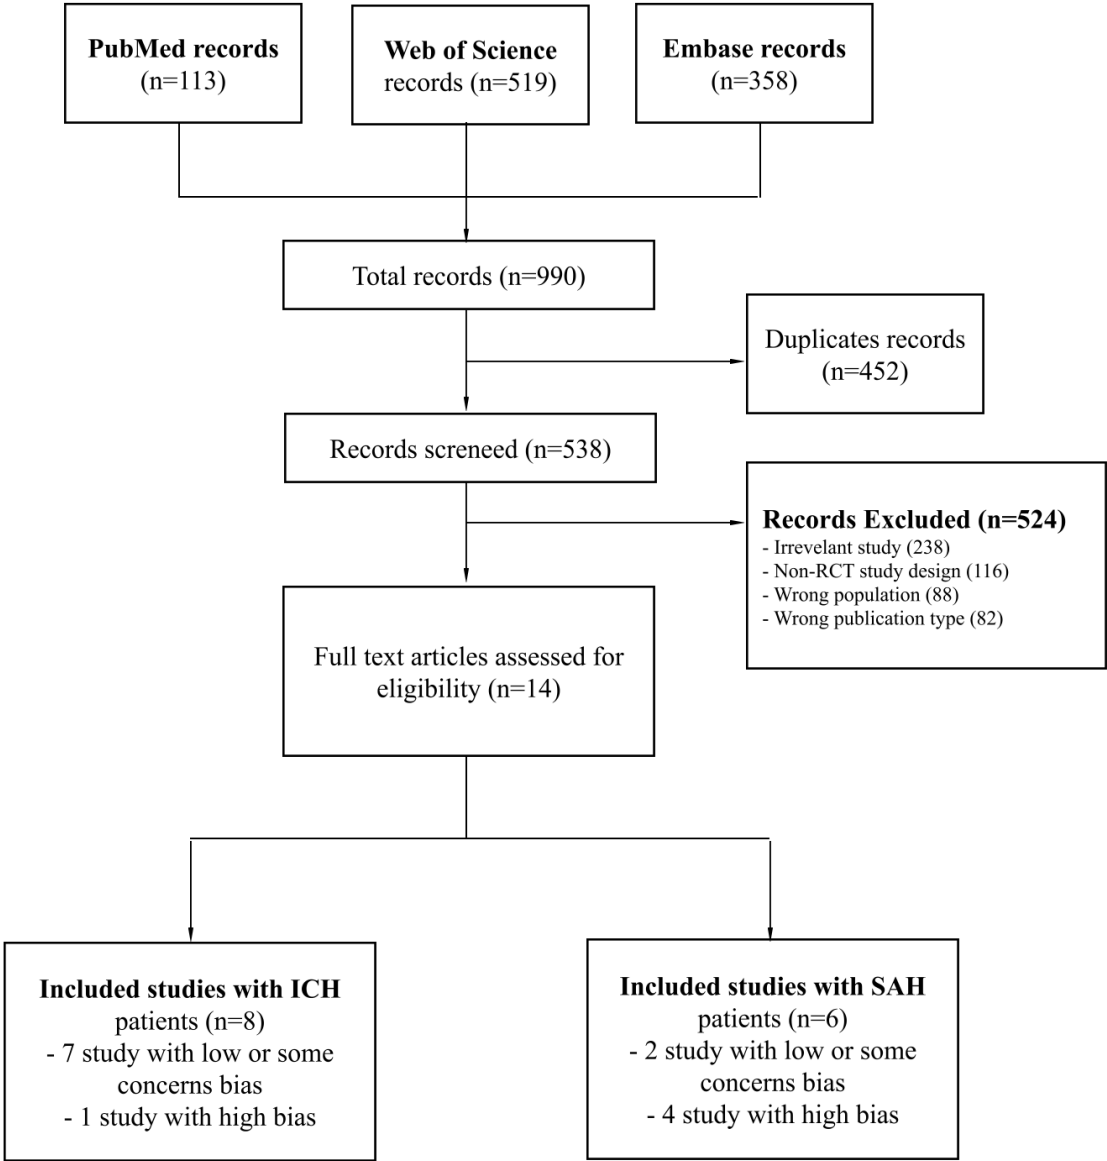 PubMed records
(n=113)
Web of Science
records (n=519)
Embase records
(n=358)
Total records (n=990)
Duplicates records
(n=452)
Records screneed (n=538)
Records Excluded (n=524)
- Irrevelant study (238)
- Non-RCT study design (116)
- Wrong population (88)
- Wrong publication type (82)
Full text articles assessed for
eligibility (n=14)
Included studies with ICH
patients (n=8)
- 7 study with low or some
concerns bias
- 1 study with high bias
Included studies with SAH
patients (n=6)
- 2 study with low or some
concerns bias
- 4 study with high bias